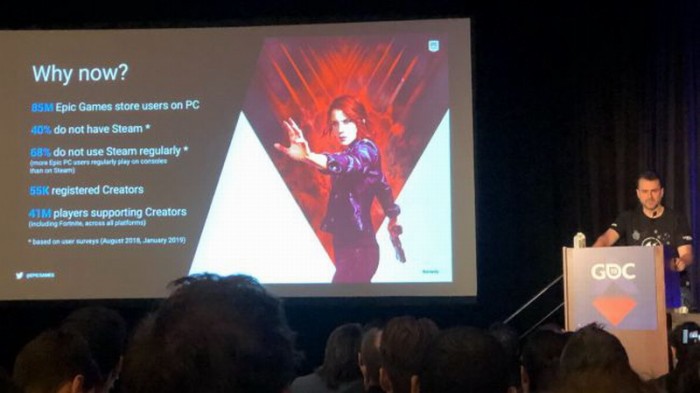 Why now?
85M Epic Games store users on PC
40% do not have Steam *
68% do not use Steam regularly *
(more Epic PC users regularly play on consoles
than on Steam)
55K registered Creators
41M players supporting Creators
(including Fortnite, across all platforms)
* based on user surveys (August 2018, January 2019)
@EPICGAMES
GDC